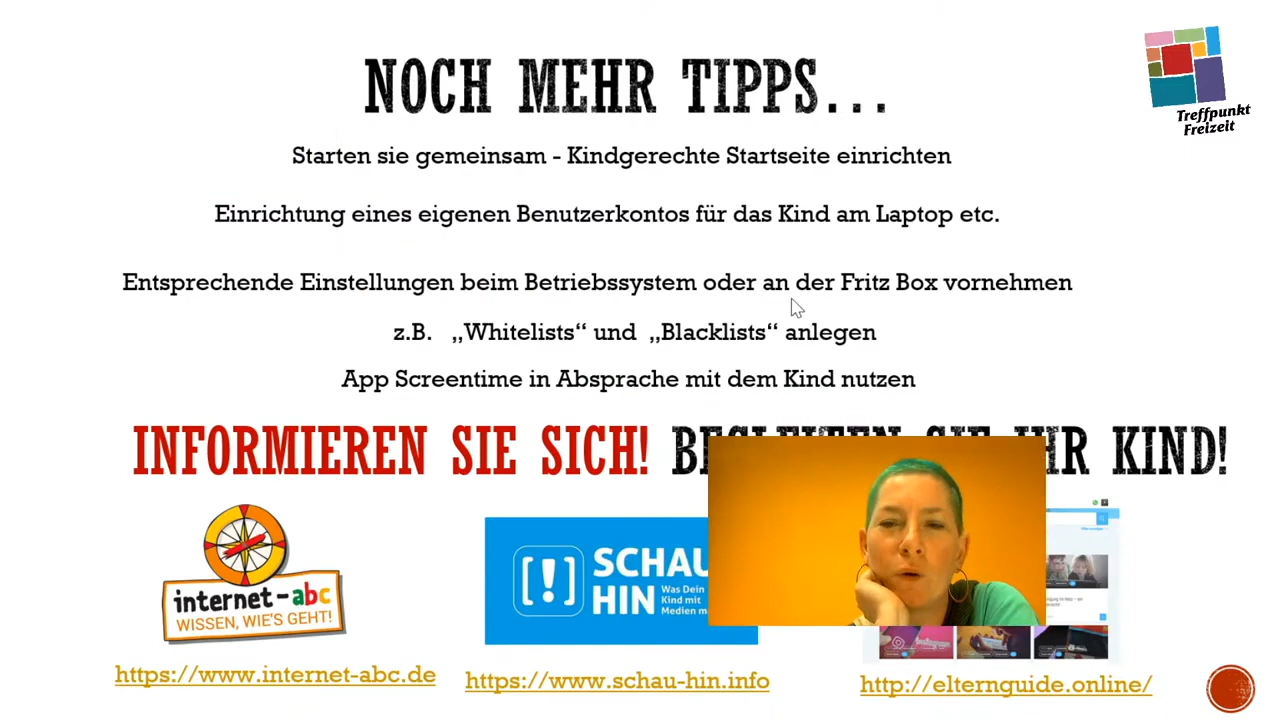 NOCH MEHR TIPPS...
Treffpunkt
Freizeit
Starten sie gemeinsam - Kindgerechte Startseite einrichten
Einrichtung eines eigenen Benutzerkontos für das Kind am Laptop etc.
Entsprechende Einstellungen beim Betriebssystem oder an der Fritz Box vornehmen
z.B. „Whitelists“ und „Blacklists“ anlegen
App Screentime in Absprache mit dem Kind nutzen
INFORMIEREN SIE SICH! KIND!
internet-abc
WISSEN, WIE'S GEHT!
SCHAU
HIN
Was Dein
Kind mit
Medien
https://www.internet-abc.de
https://www.schau-hin.info
http://elternguide.online/